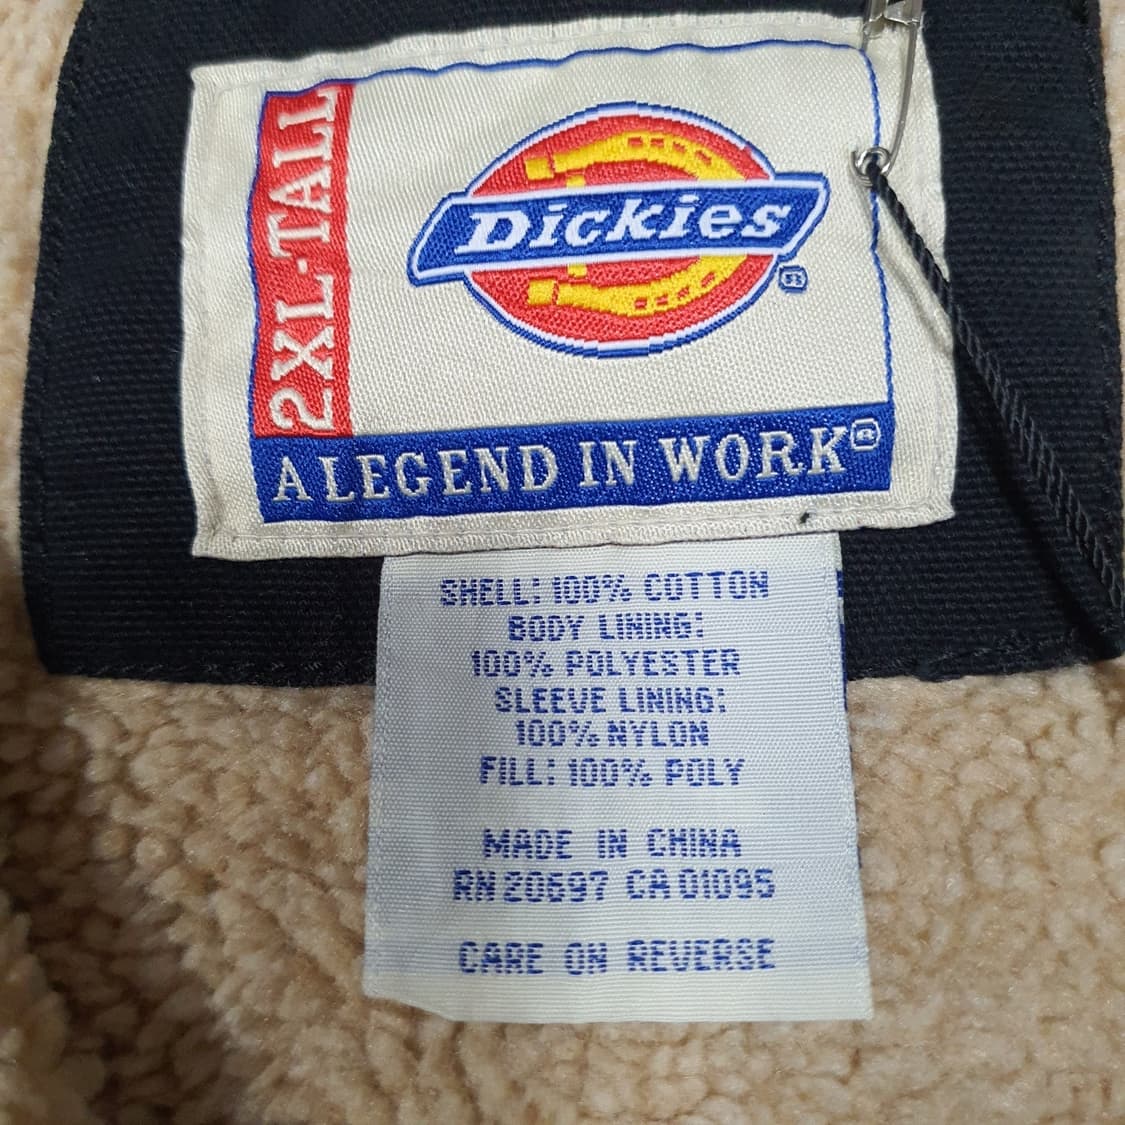 2XL·TALL
Dickies®
A LEGEND IN WORK®
SHELL: 100% COTTON
BODY LINING:
100% POLYESTER
SLEEVE LINING:
100% NYLON
FILL: 100% POLY
MADE IN CHINA
RN 20697 CA 01095
CARE ON REVERSE